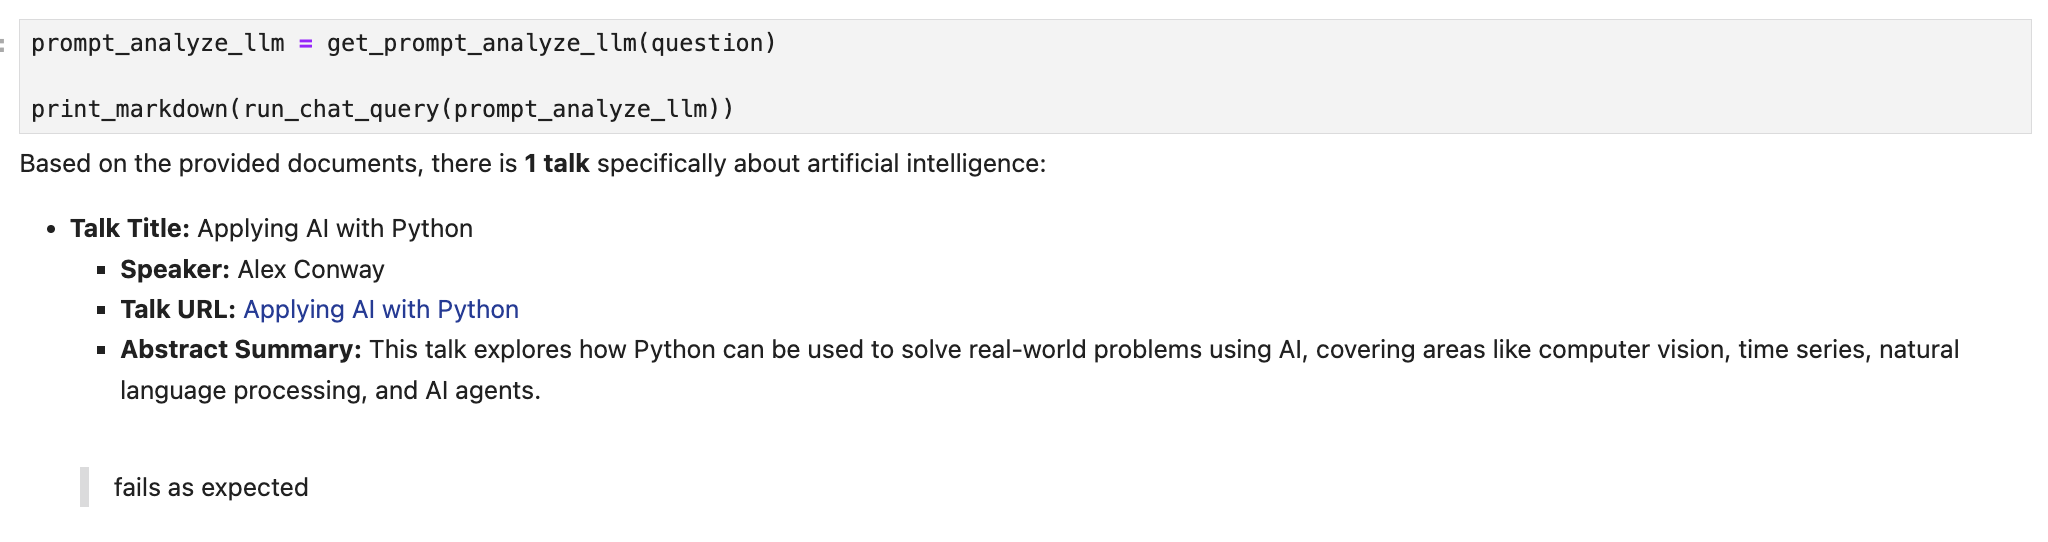 prompt_analyze_llm = get_prompt_analyze_llm(question)
print_markdown(run_chat_query(prompt_analyze_llm))
Based on the provided documents, there is 1 talk specifically about artificial intelligence:
• Talk Title: Applying AI with Python
▪ Speaker: Alex Conway
▪ Talk URL: Applying AI with Python
▪ Abstract Summary: This talk explores how Python can be used to solve real-world problems using AI, covering areas like computer vision, time series, natural
language processing, and AI agents.
fails as expected